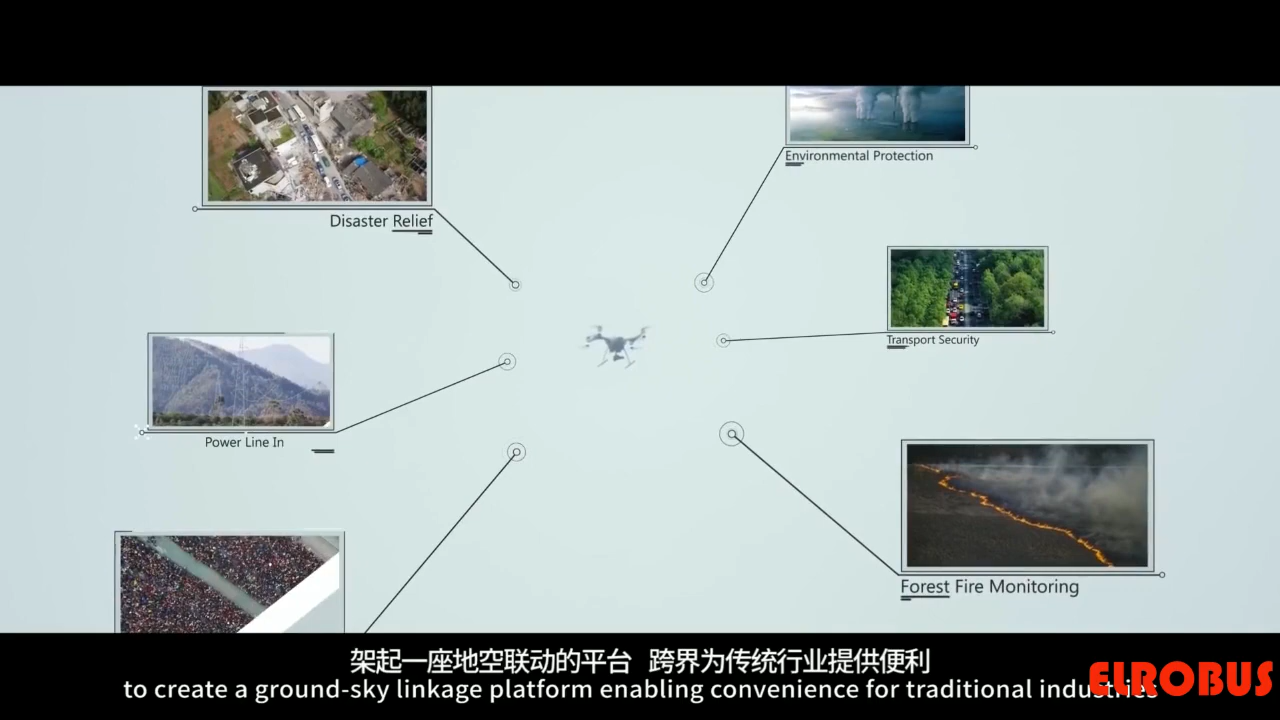 Environmental Protection
Disaster Relief
Transport Security
Power Line In
Forest Fire Monitoring
架起一座地空联动的平台 跨界为传统行业提供便利
to create a ground-sky linkage platform enabling convenience for traditional industries
ELROBUS